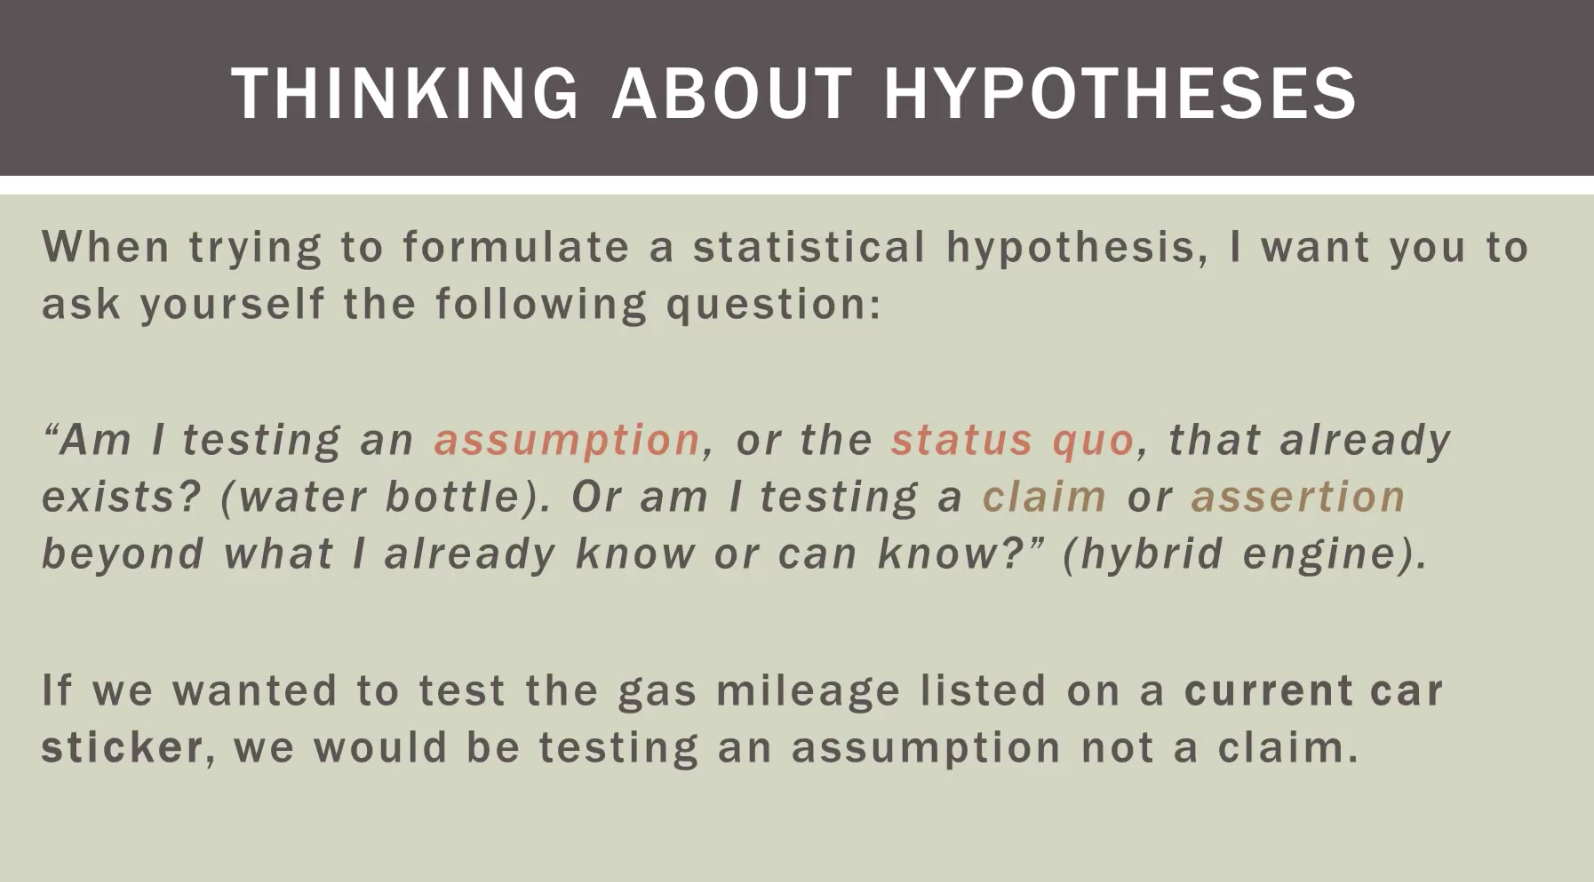 THINKING ABOUT HYPOTHESES
When trying to formulate a statistical hypothesis, I want you to
ask yourself the following question:
“Am I testing an assumption, or the status quo, that already
exists? (water bottle). Or am I testing a claim or assertion
beyond what I already know or can know?” (hybrid engine).
If we wanted to test the gas mileage listed on a current car
sticker, we would be testing an assumption not a claim.